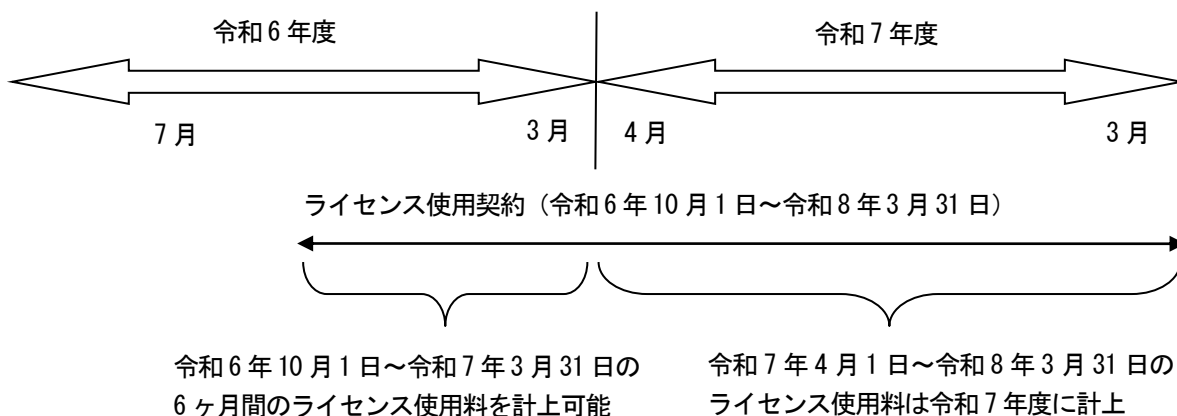 令和6年度
令和7年度
7月
3月
4月
3月
ライセンス使用契約（令和6年10月1日～令和8年3月31日）
令和6年10月1日～令和7年3月31日の
6ヶ月間のライセンス使用料を計上可能
令和7年4月1日～令和8年3月31日の
ライセンス使用料は令和7年度に計上